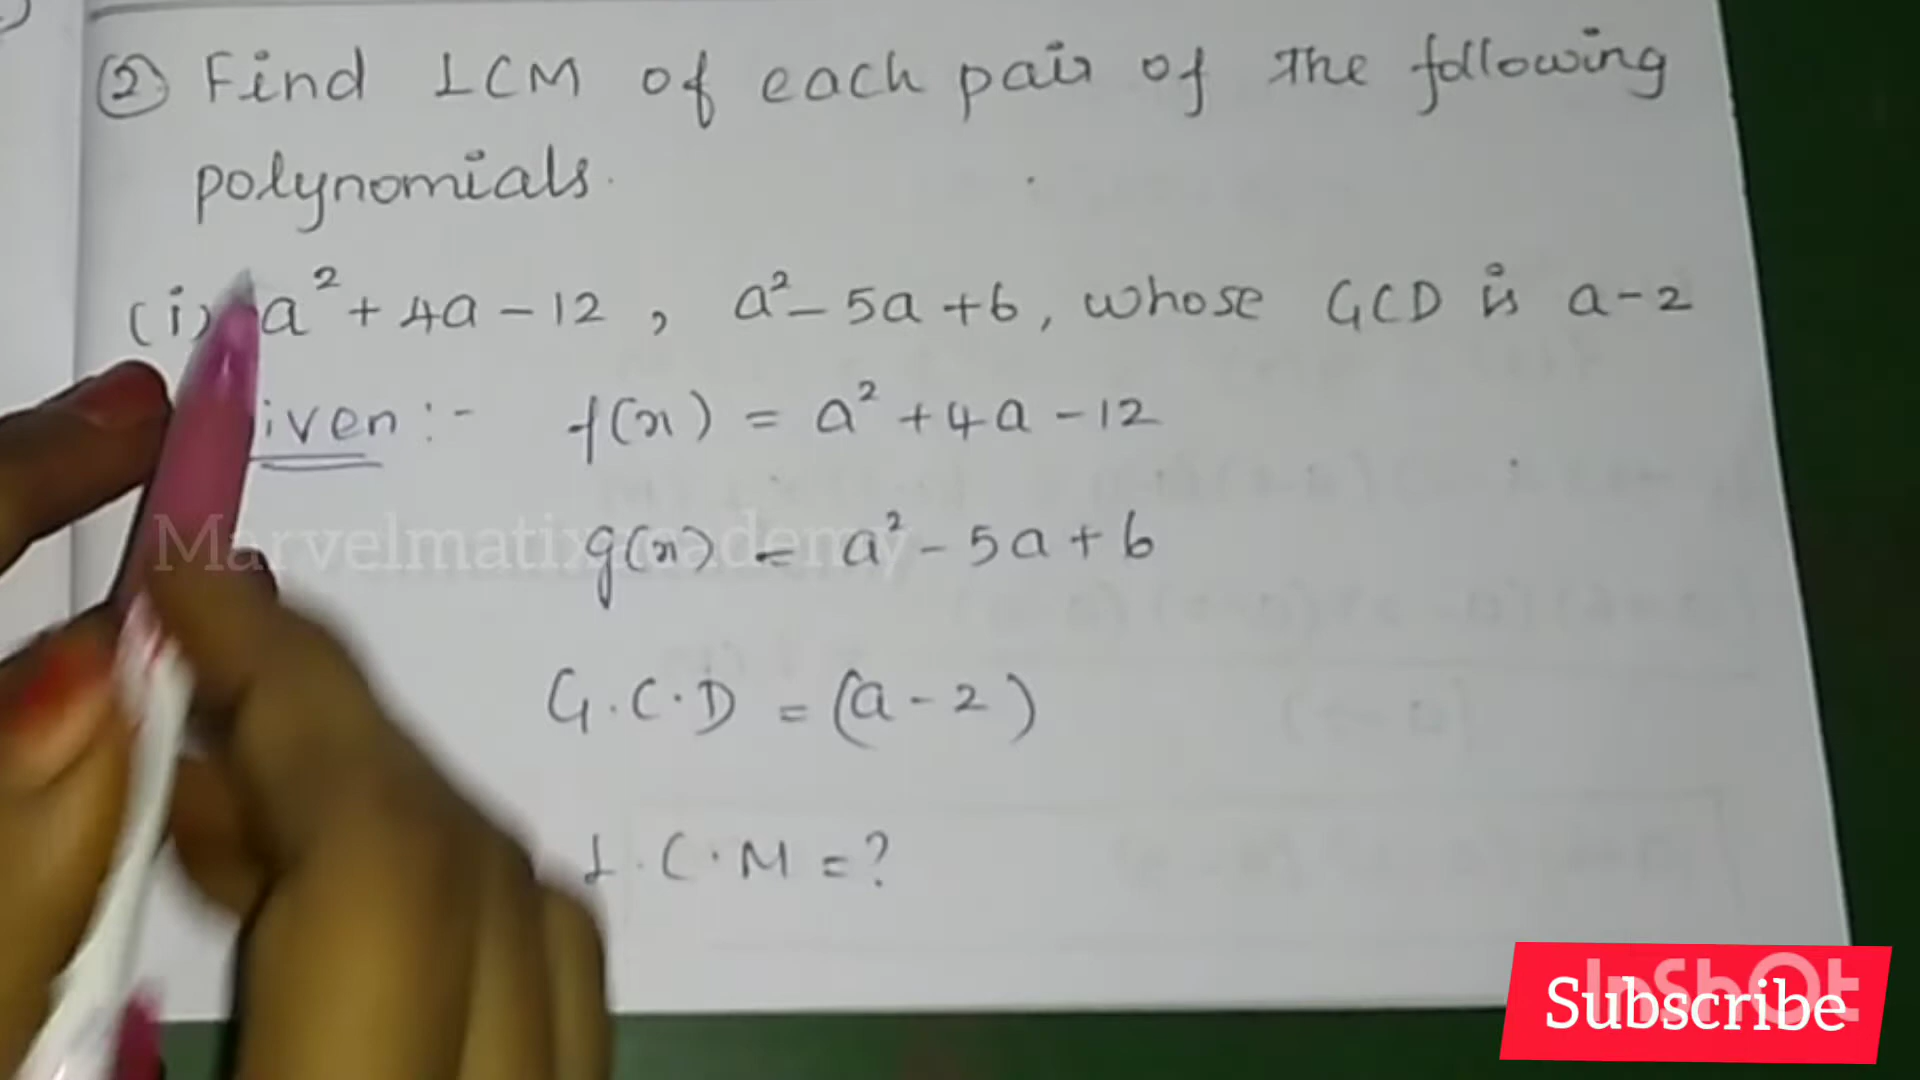 ② Find LCM of each pair of the following
polynomials.
(i) a² + 4a - 12 , a² - 5a + 6, whose GCD is a - 2
iven :- f(x) = a² + 4a - 12
Marvelmatix
g(x) = a² - 5a + 6
G.C.D = (a - 2)
L.C.M = ?
InShOt
Subscribe